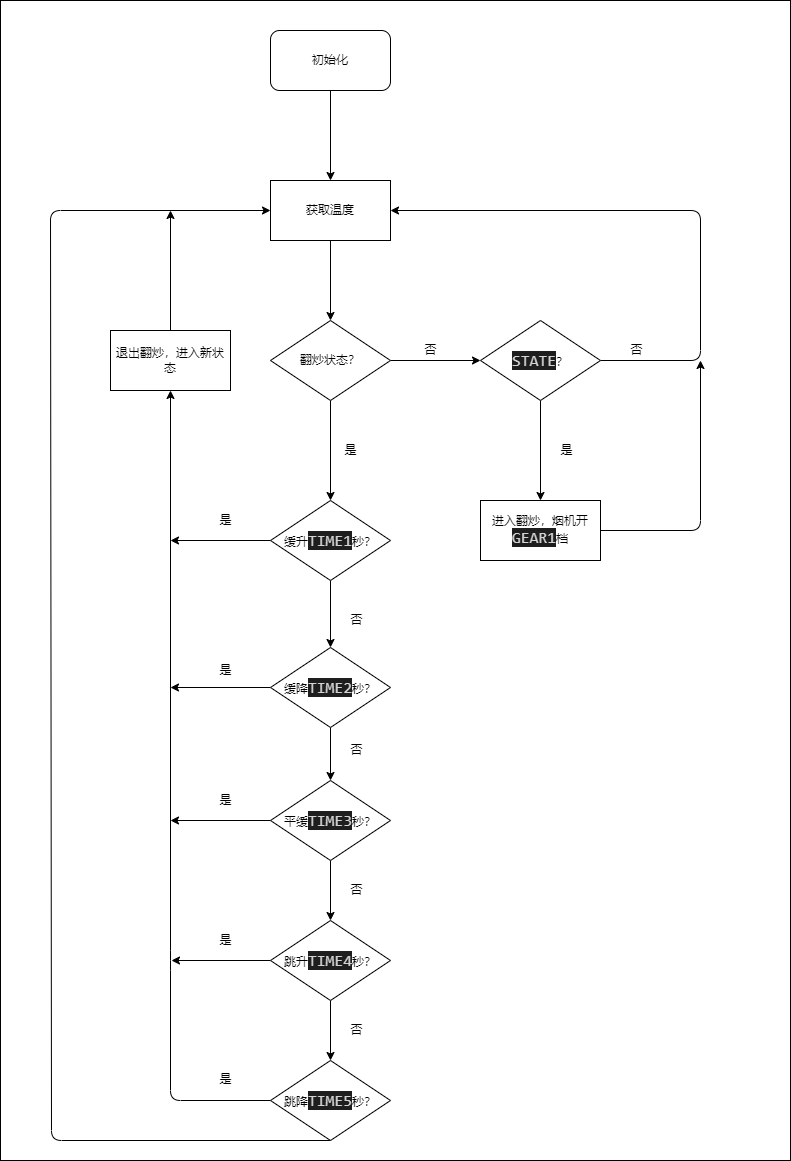 初始化
获取温度
退出翻炒，进入新状
态
翻炒状态?
否
STATE?
否
是
是
进入翻炒，烟机开
GEAR1档
是
缓升TIME1秒?
否
是
缓降TIME2秒?
否
是
平缓TIME3秒?
否
是
跳升TIME4秒?
否
是
跳降TIME5秒?